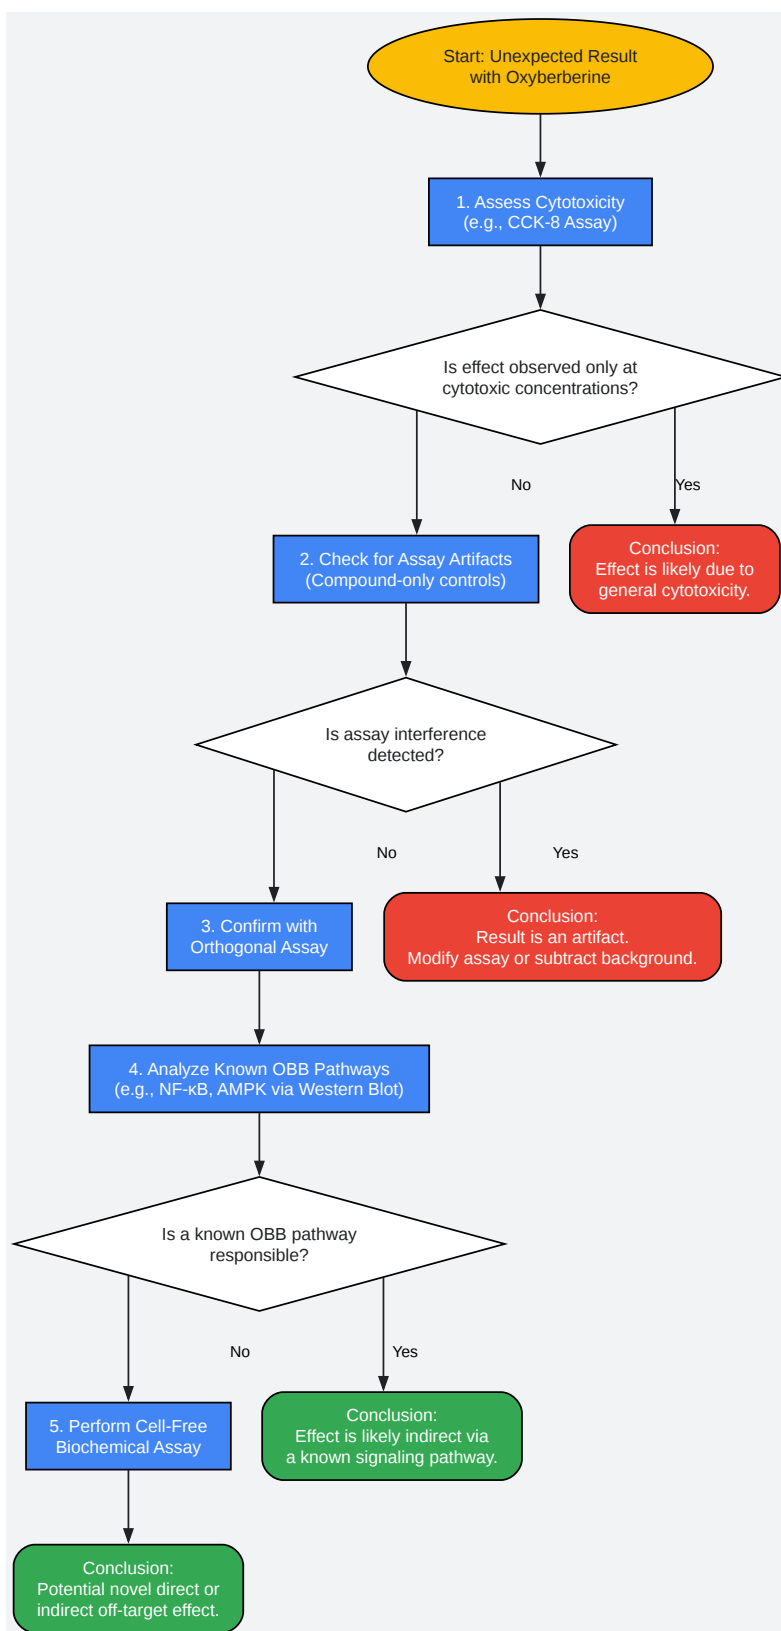 Start: Unexpected Result
with Oxyberberine
1. Assess Cytotoxicity
(e.g., CCK-8 Assay)
Is effect observed only at
cytotoxic concentrations?
No
Yes
2. Check for Assay Artifacts
(Compound-only controls)
Conclusion:
Effect is likely due to
general cytotoxicity.
Is assay interference
detected?
No
Yes
3. Confirm with
Orthogonal Assay
Conclusion:
Result is an artifact.
Modify assay or subtract background.
4. Analyze Known OBB Pathways
(e.g., NF-κB, AMPK via Western Blot)
Is a known OBB pathway
responsible?
No
Yes
5. Perform Cell-Free
Biochemical Assay
Conclusion:
Effect is likely indirect via
a known signaling pathway.
Conclusion:
Potential novel direct or
indirect off-target effect.